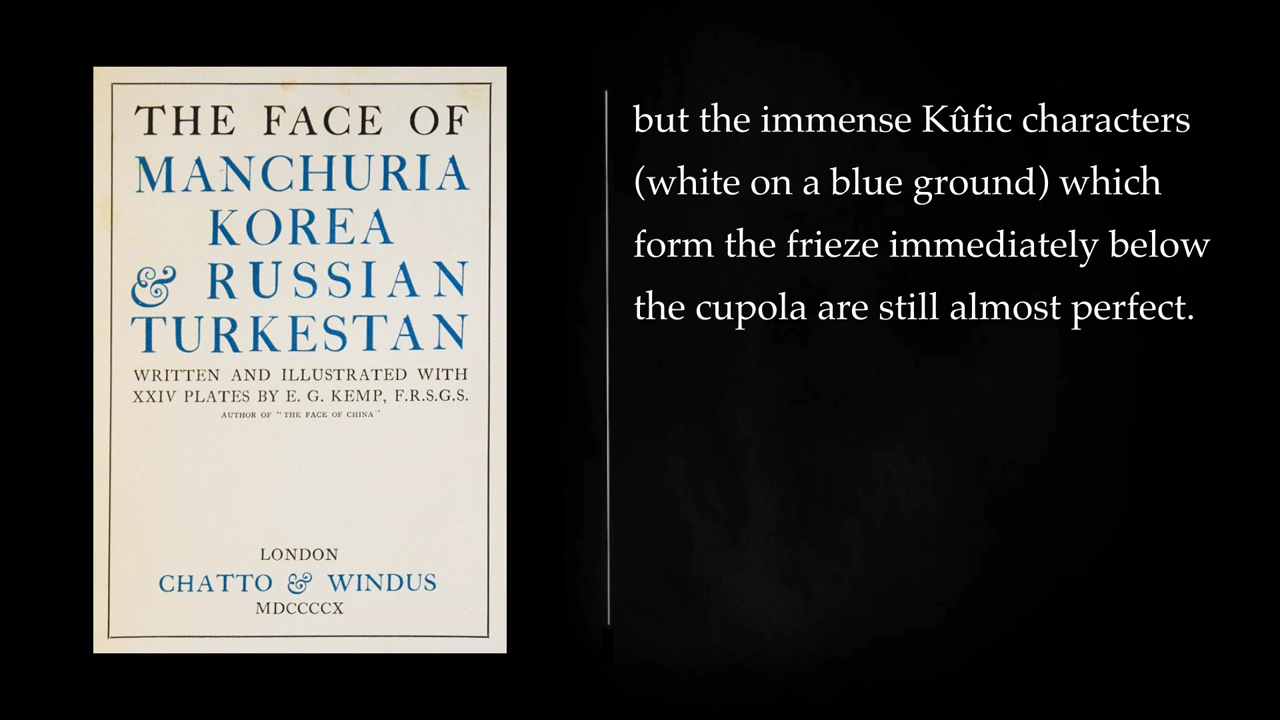 THE FACE OF
MANCHURIA
KOREA
& RUSSIAN
TURKESTAN
WRITTEN AND ILLUSTRATED WITH
XXIV PLATES BY E. G. KEMP, F.R.S.G.S.
AUTHOR OF "THE FACE OF CHINA"
LONDON
CHATTO & WINDUS
MDCCCCX
but the immense Kûfic characters
(white on a blue ground) which
form the frieze immediately below
the cupola are still almost perfect.